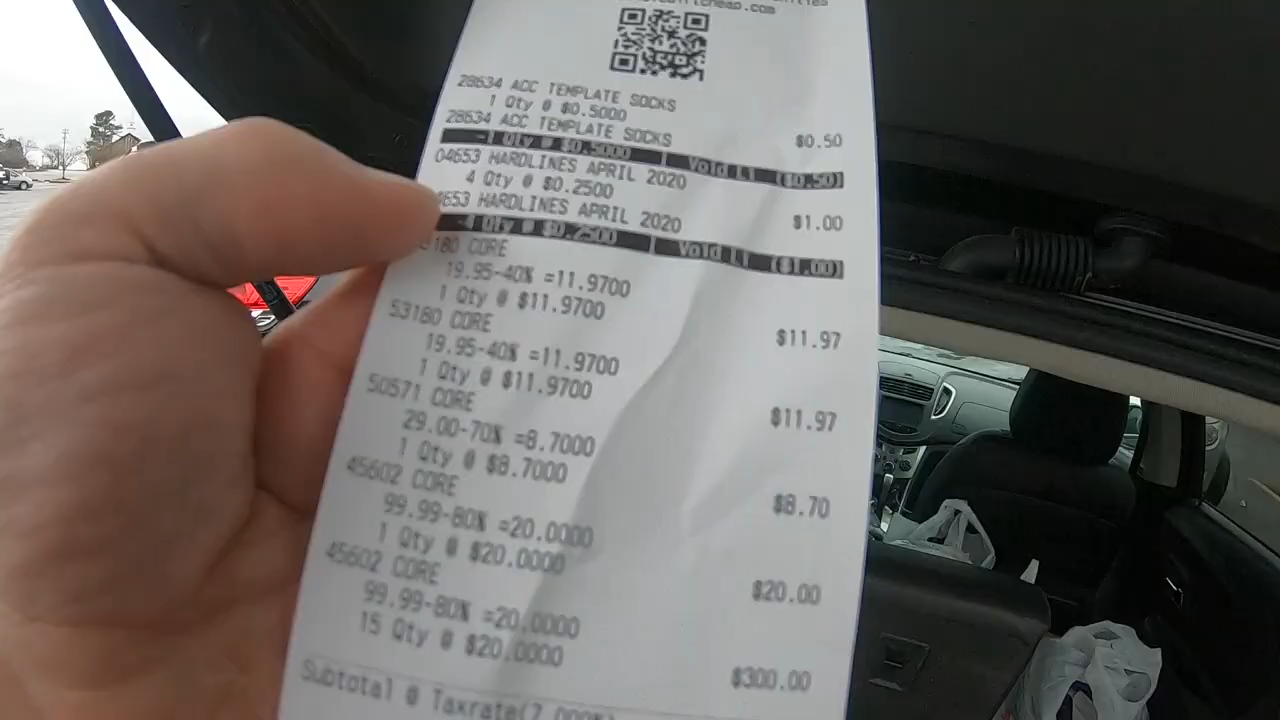 28634 ACC TEMPLATE SOCKS
1 Qty @ $0.5000
$0.50
28634 ACC TEMPLATE SOCKS
-1 Qty @ $0.5000 Void LI ($0.50)
04653 HARDLINES APRIL 2020
4 Qty @ $0.2500
$1.00
4653 HARDLINES APRIL 2020
-4 Qty @ $0.2500 Void LI ($1.00)
3180 CORE
19.95-40% =11.9700
1 Qty @ $11.9700
$11.97
53180 CORE
19.95-40% =11.9700
1 Qty @ $11.9700
$11.97
50571 CORE
29.00-70% =8.7000
1 Qty @ $8.7000
$8.70
45602 CORE
99.99-80% =20.0000
1 Qty @ $20.0000
$20.00
45602 CORE
99.99-80% =20.0000
15 Qty @ $20.0000
$300.00
Subtotal @ Taxrate(7.000%)